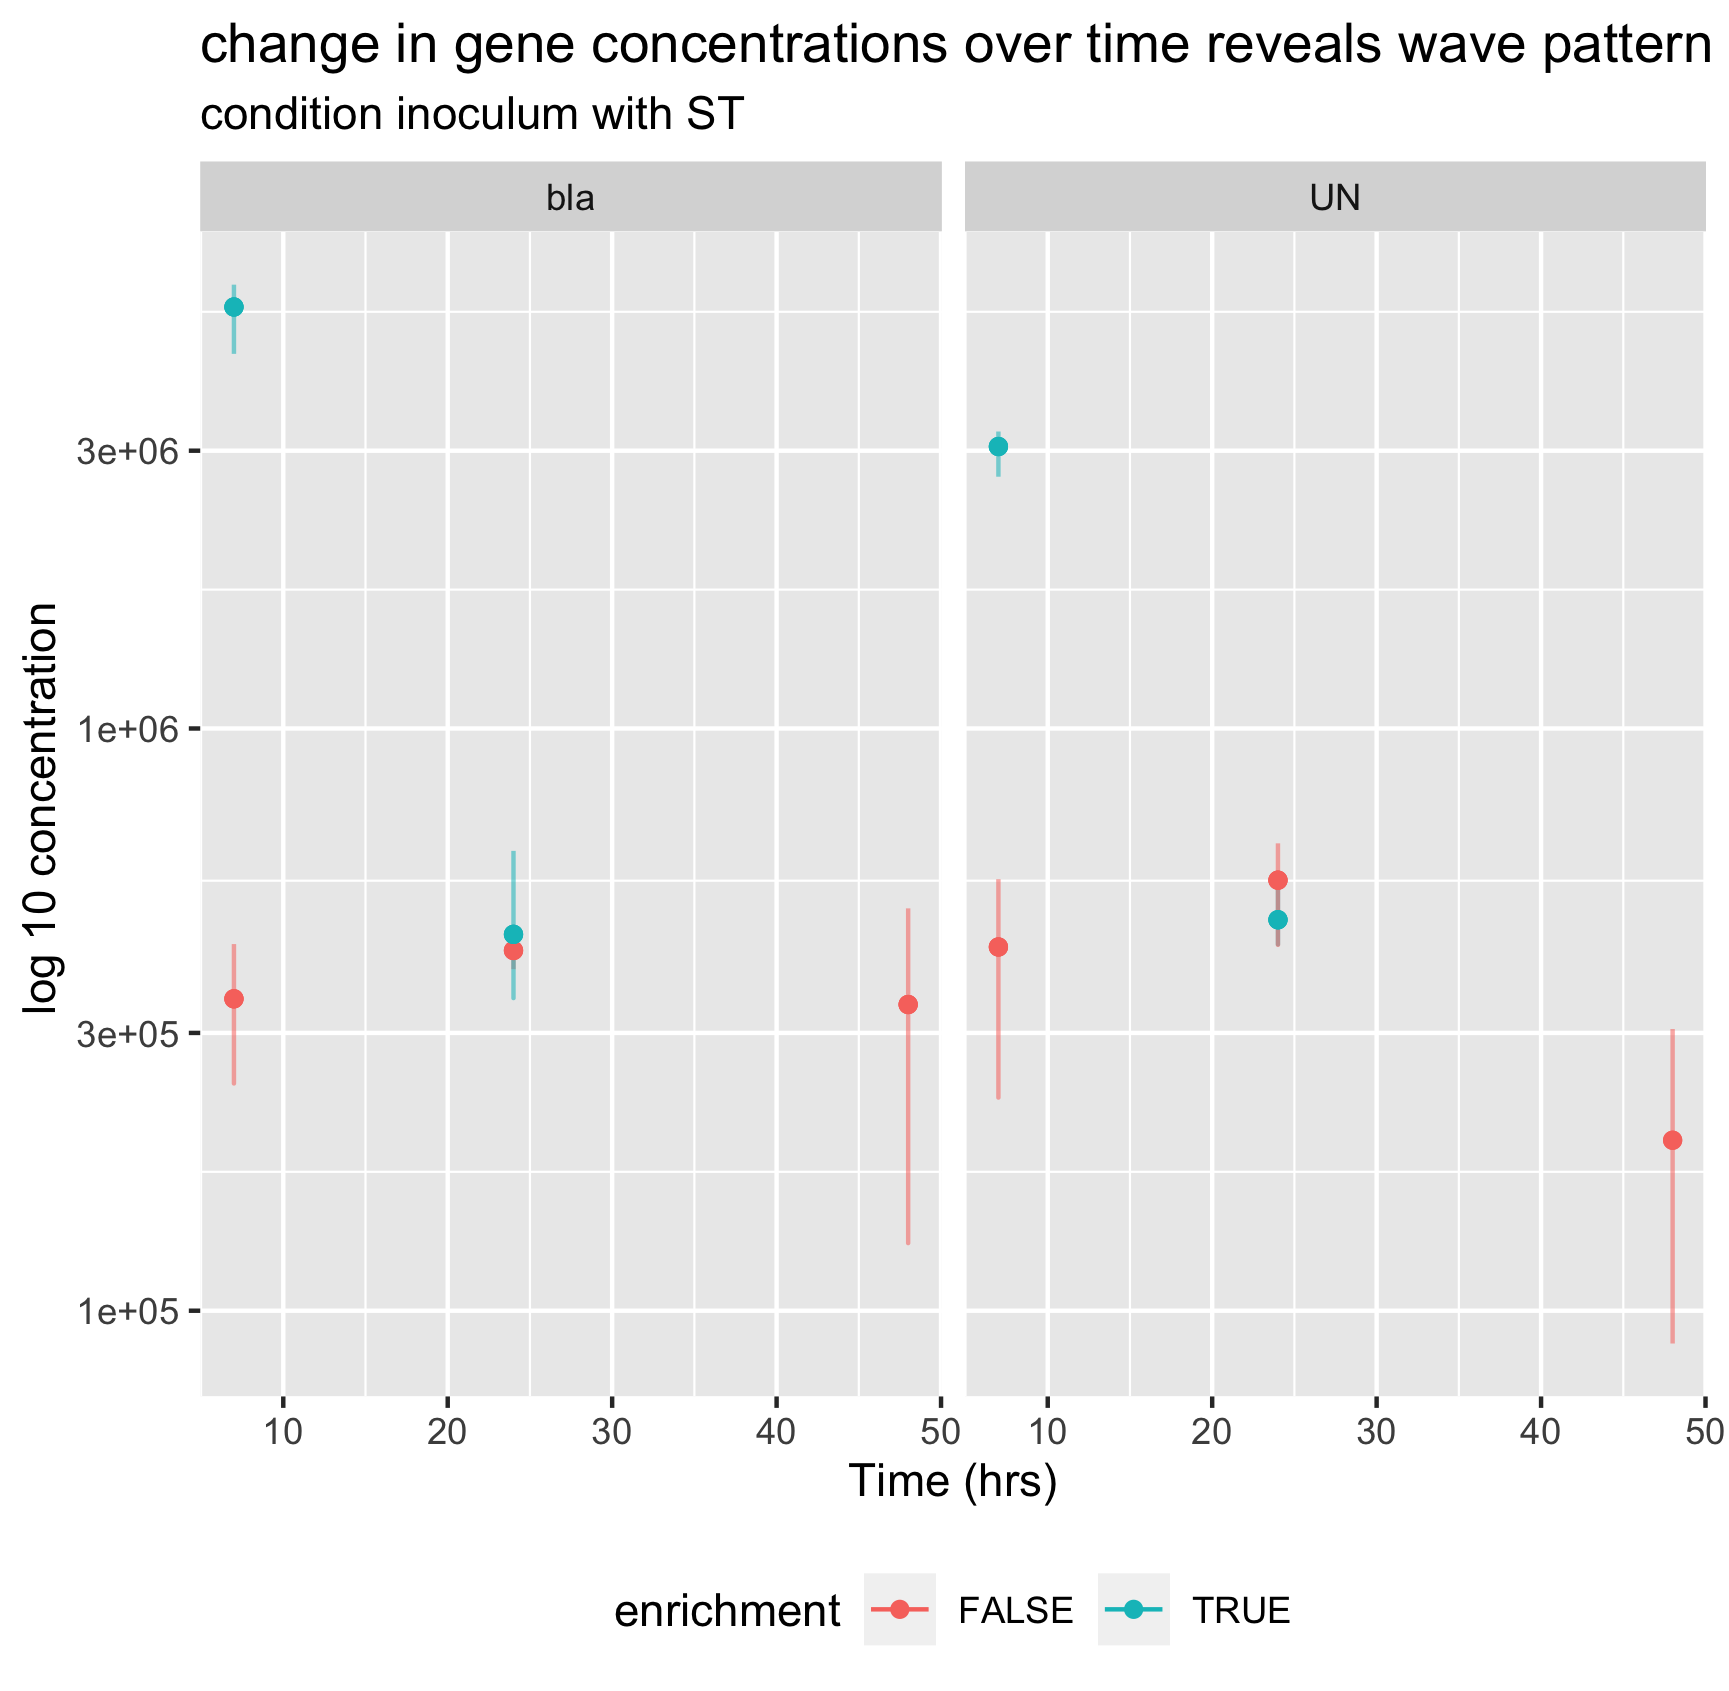 change in gene concentrations over time reveals wave pattern
condition inoculum with ST
bla
UN
log 10 concentration
3e+06
1e+06
3e+05
1e+05
10 20 30 40 50 10 20 30 40 50
Time (hrs)
enrichment FALSE TRUE